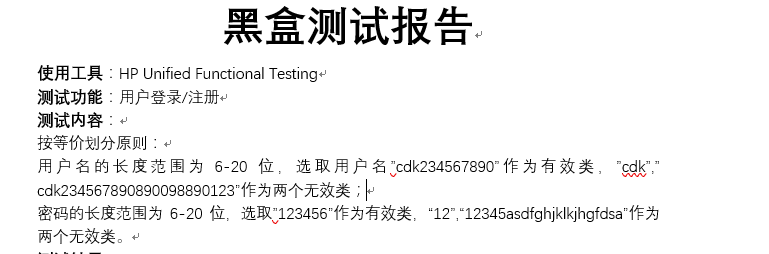 黑盒测试报告
使用工具：HP Unified Functional Testing
测试功能：用户登录/注册
测试内容：
按等价划分原则：
用户名的长度范围为 6-20 位，选取用户名”cdk234567890”作为有效类，”cdk”,”
cdk234567890890098890123”作为两个无效类；
密码的长度范围为 6-20 位，选取”123456”作为有效类，“12”,“12345asdfghjklkjhgfdsa”作为
两个无效类。